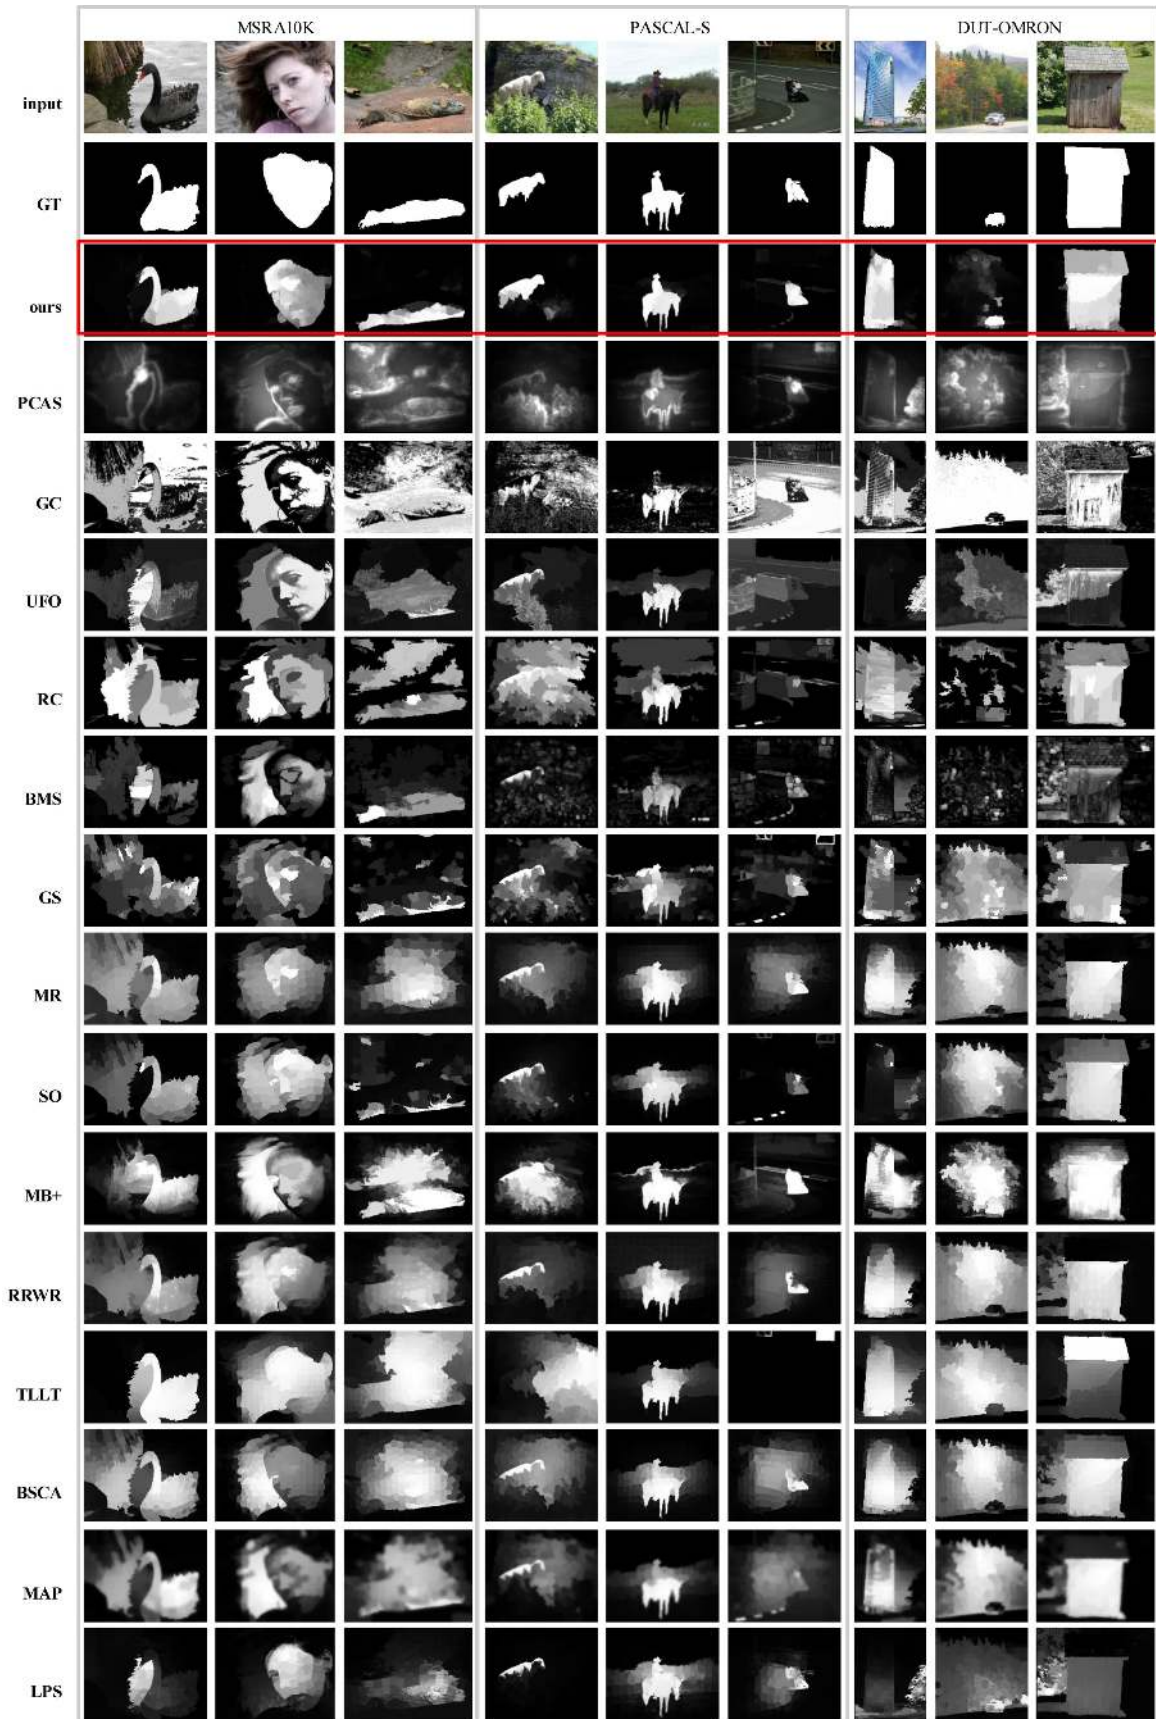 MSRA10K PASCAL-S DUT-OMRON
input
GT
ours
PCAS
GC
UFO
RC
BMS
GS
MR
SO
MB+
RRWR
TLLT
BSCA
MAP
LPS